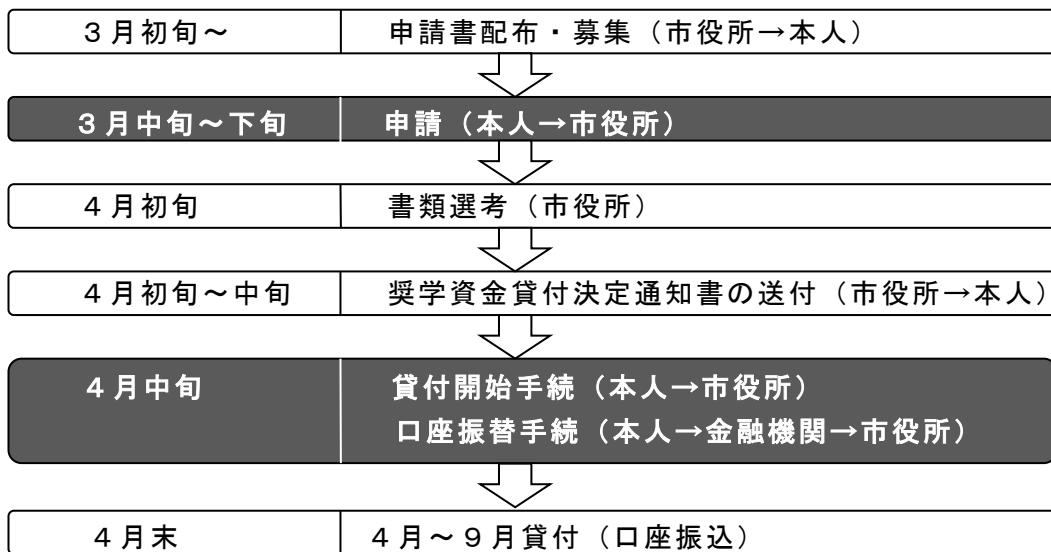 ３月初旬～ 申請書配布・募集（市役所→本人）
３月中旬～下旬 申請（本人→市役所）
４月初旬 書類選考（市役所）
４月初旬～中旬 奨学資金貸付決定通知書の送付（市役所→本人）
４月中旬 貸付開始手続（本人→市役所）
口座振替手続（本人→金融機関→市役所）
４月末 ４月～９月貸付（口座振込）